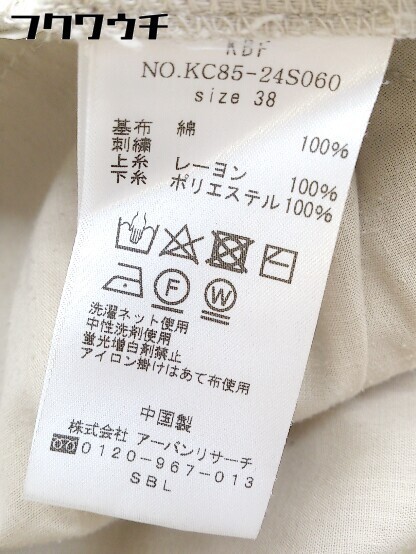 フクウウチ
KBF
NO.KC85-24S060
size 38
基布 綿 100%
刺繍
上糸 レーヨン 100%
下糸 ポリエステル 100%
F W
洗濯ネット使用
中性洗剤使用
蛍光増白剤禁止
アイロン掛けはあて布使用
中国製
株式会社 アーバンリサーチ
0120-967-013
SBL